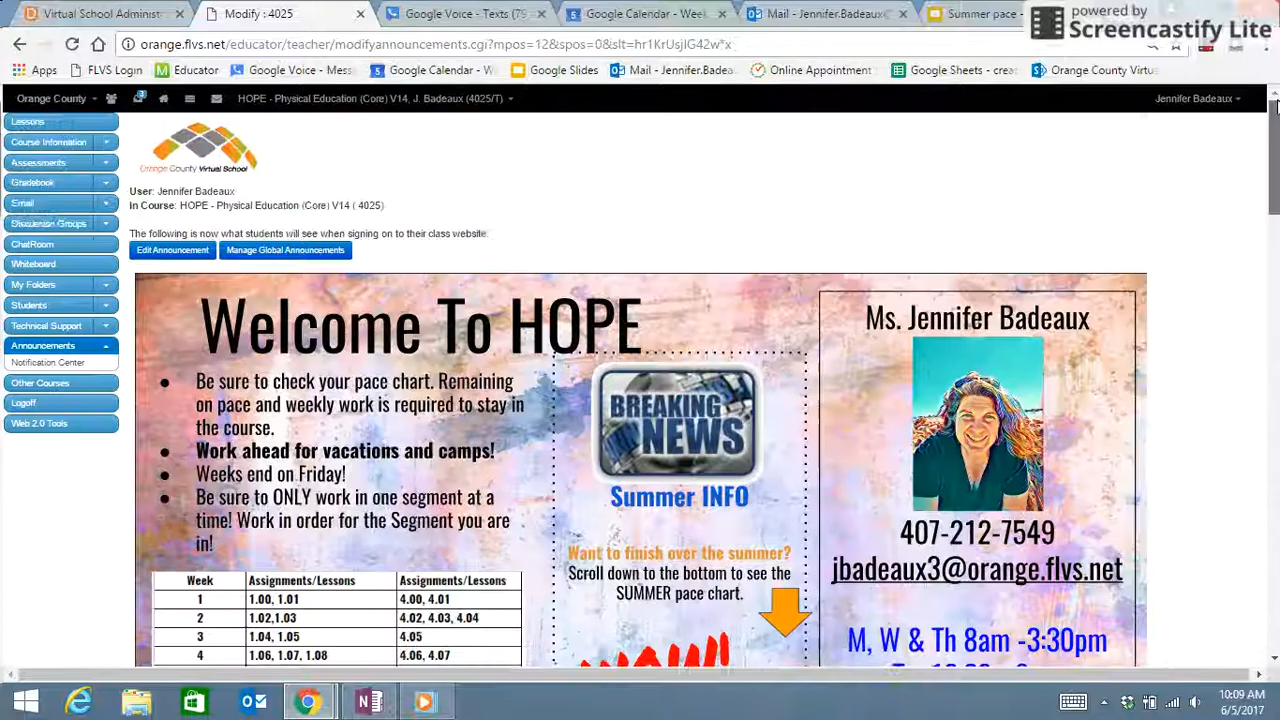 Virtual School Administra
Modify : 4025
Google Voice - Texts (79
Google Calendar - Week
Mail - Jennifer.Badeaux
Summer pace -
powered by
Screencastify Lite
orange.flvs.net/educator/teacher
Apps
FLVS Login
Educator
Google Voice - Mess
Google Calendar - W
Google Slides
Mail - Jennifer.Badea
Online Appointment
Google Sheets - crea
Orange County Virtu
Orange County
3
HOPE - Physical Education (Core) V14, J. Badeaux (4025/T)
Jennifer Badeaux
Lessons
Course Information
Assessments
Gradebook
Email
Discussion Groups
ChatRoom
Whiteboard
My Folders
Students
Technical Support
Announcements
Notification Center
Other Courses
Logoff
Web 2.0 Tools
Orange County Virtual School
User: Jennifer Badeaux
In Course: HOPE - Physical Education (Core) V14 ( 4025)
The following is now what students will see when signing on to their class website:
Edit Announcement
Manage Global Announcements
Welcome To HOPE
● Be sure to check your pace chart. Remaining
on pace and weekly work is required to stay in
the course.
● Work ahead for vacations and camps!
● Weeks end on Friday!
● Be sure to ONLY work in one segment at a
time! Work in order for the Segment you are
in!
Week Assignments/Lessons Assignments/Lessons
1 1.00, 1.01 4.00, 4.01
2 1.02,1.03 4.02, 4.03, 4.04
3 1.04, 1.05 4.05
4 1.06, 1.07, 1.08 4.06, 4.07
BREAKING
NEWS
Summer INFO
Want to finish over the summer?
Scroll down to the bottom to see the
SUMMER pace chart.
Ms. Jennifer Badeaux
407-212-7549
jbadeaux3@orange.flvs.net
M, W & Th 8am -3:30pm
10:09 AM
6/5/2017